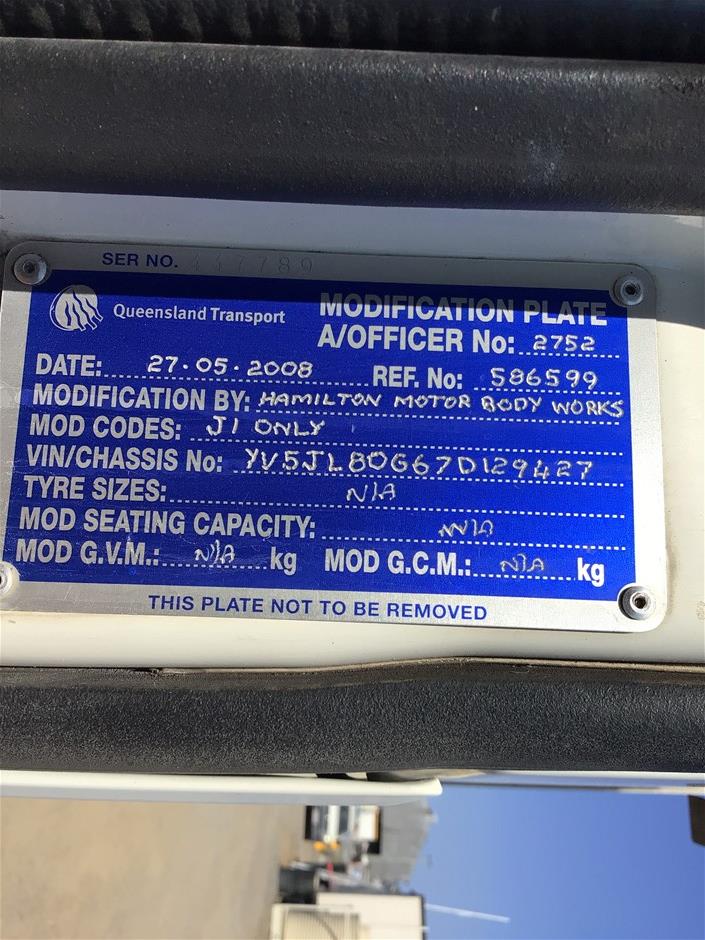 SER NO. 447789
Queensland Transport MODIFICATION PLATE
A/OFFICER No: 2752
DATE: 27.05.2008 REF. No: 586599
MODIFICATION BY: HAMILTON MOTOR BODY WORKS
MOD CODES: J1 ONLY
VIN/CHASSIS No: YV5JL80G67D129427
TYRE SIZES: N/A
MOD SEATING CAPACITY: N/A
MOD G.V.M.: N/A kg MOD G.C.M.: N/A kg
THIS PLATE NOT TO BE REMOVED